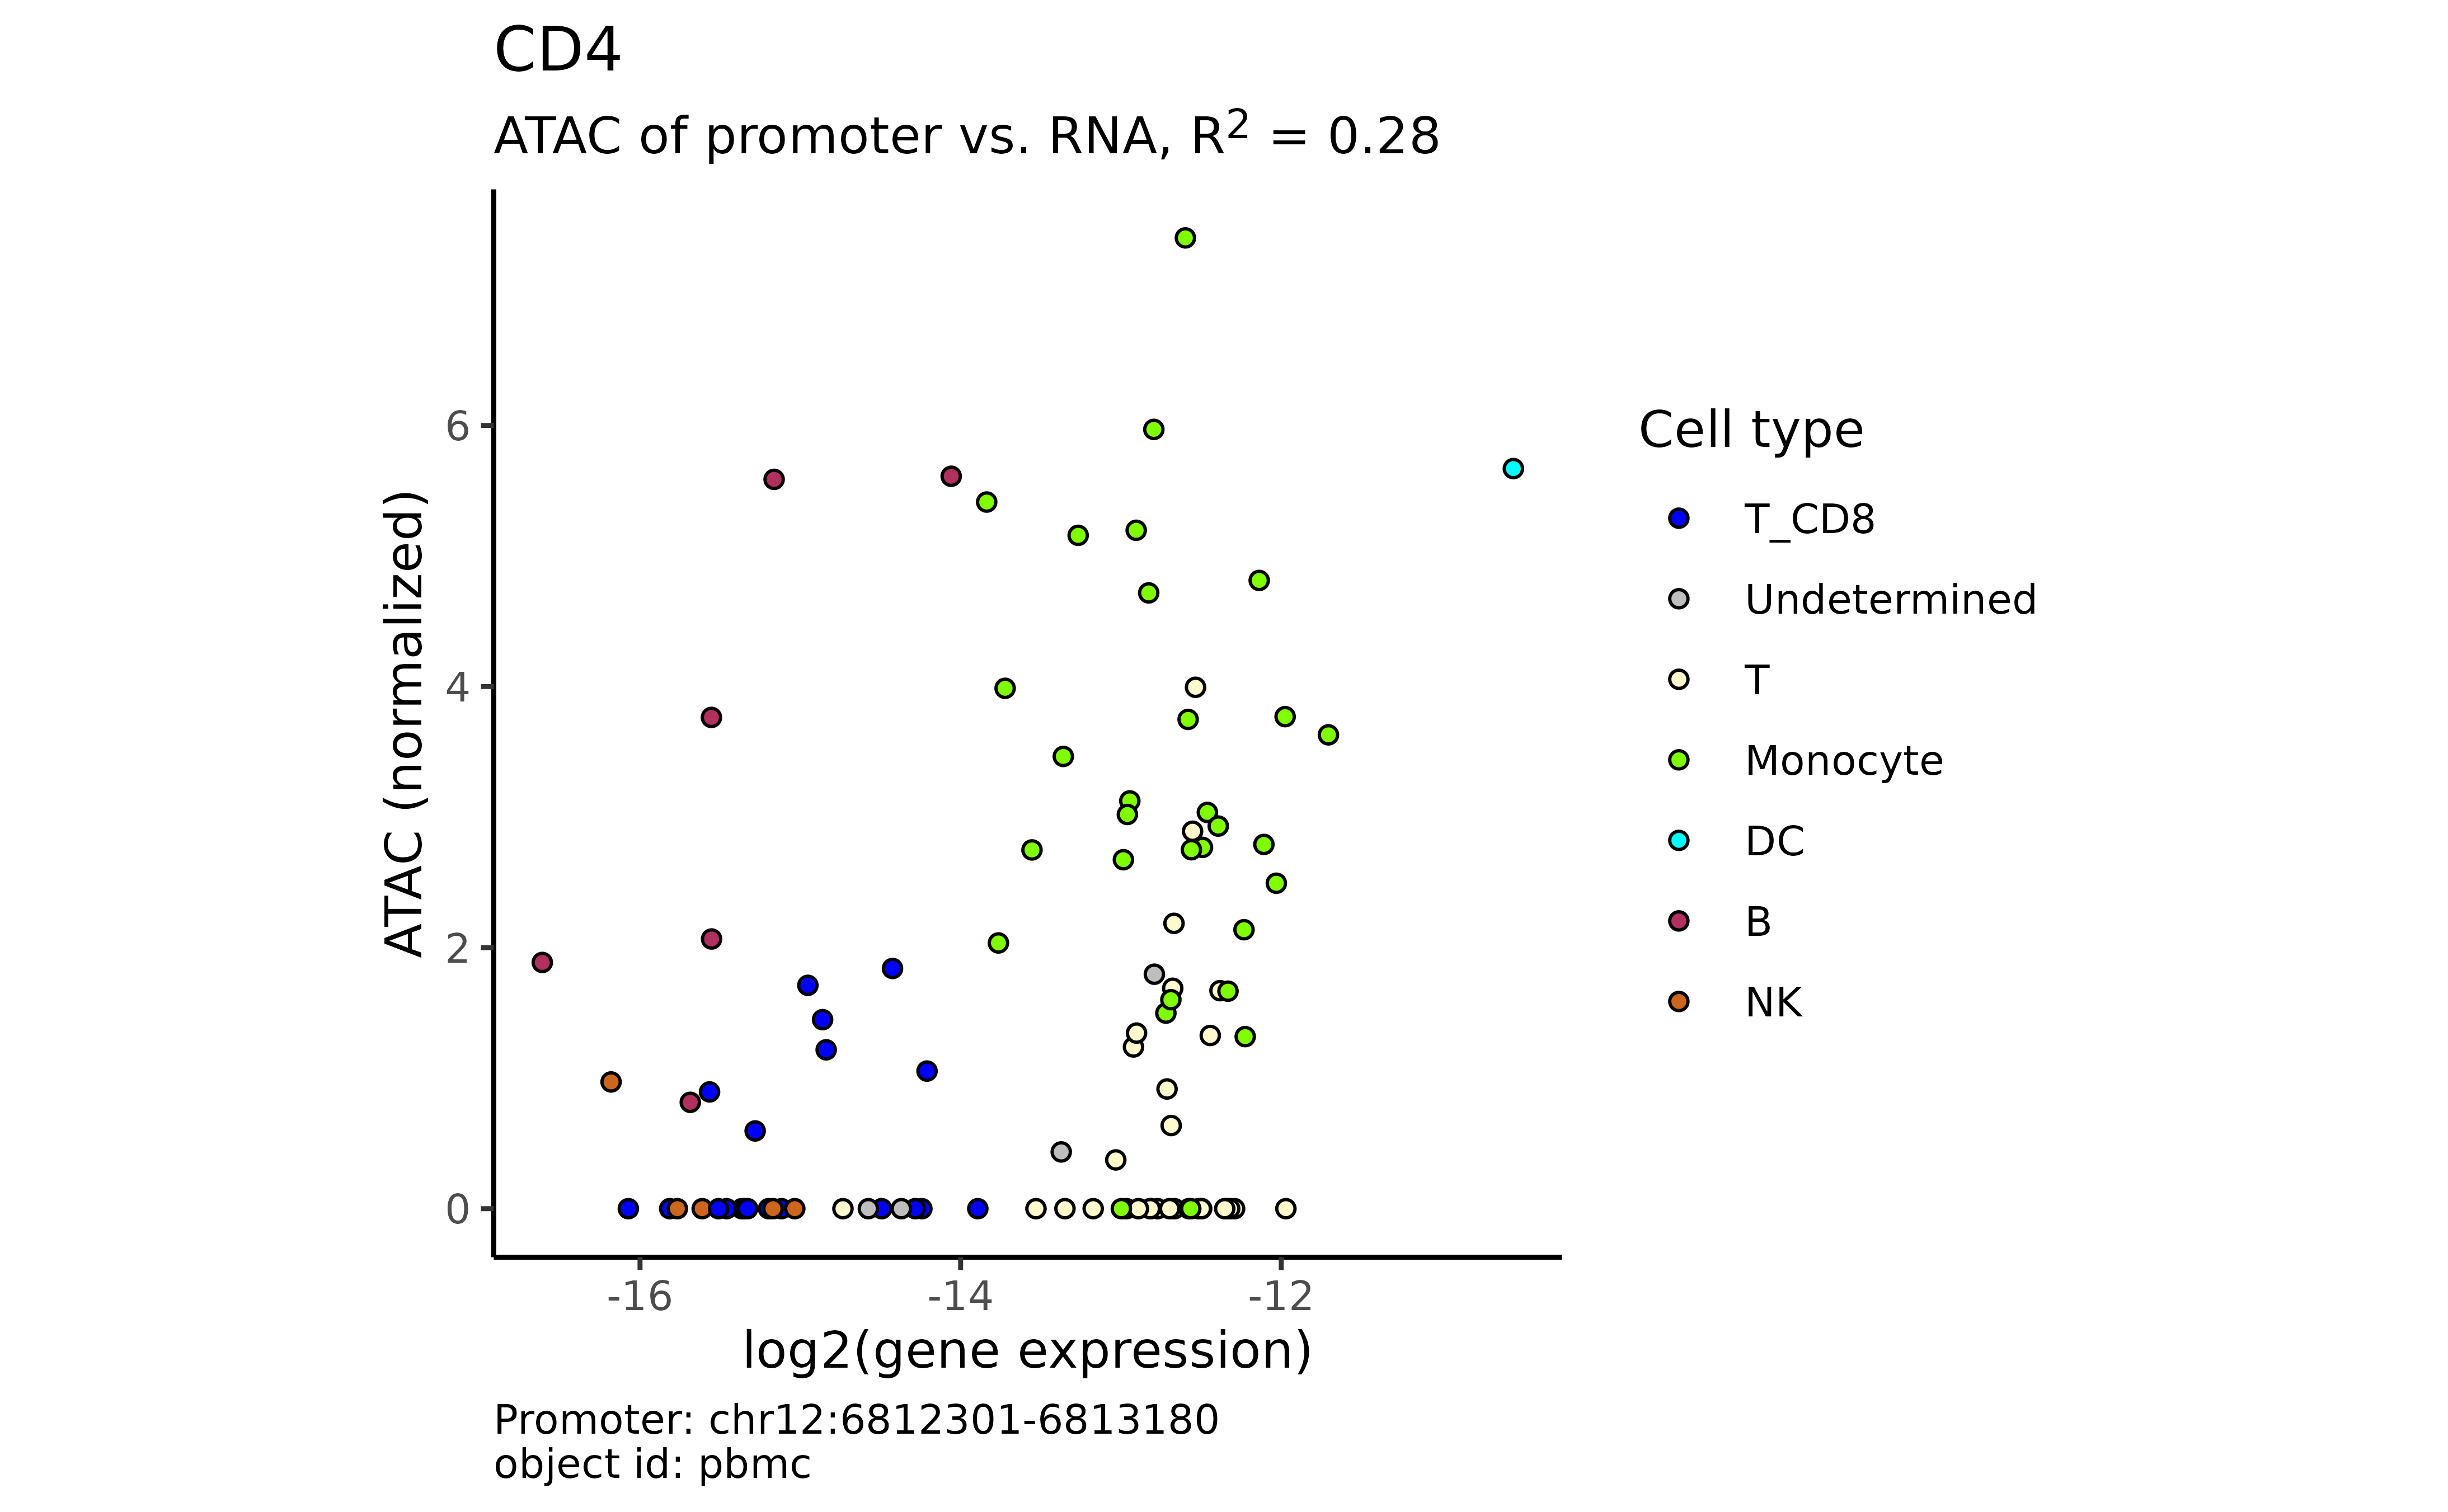 CD4
ATAC of promoter vs. RNA, R² = 0.28
ATAC (normalized)
6
4
2
0
-16
-14
-12
log2(gene expression)
Promoter: chr12:6812301-6813180
object id: pbmc
Cell type
T_CD8
Undetermined
T
Monocyte
DC
B
NK